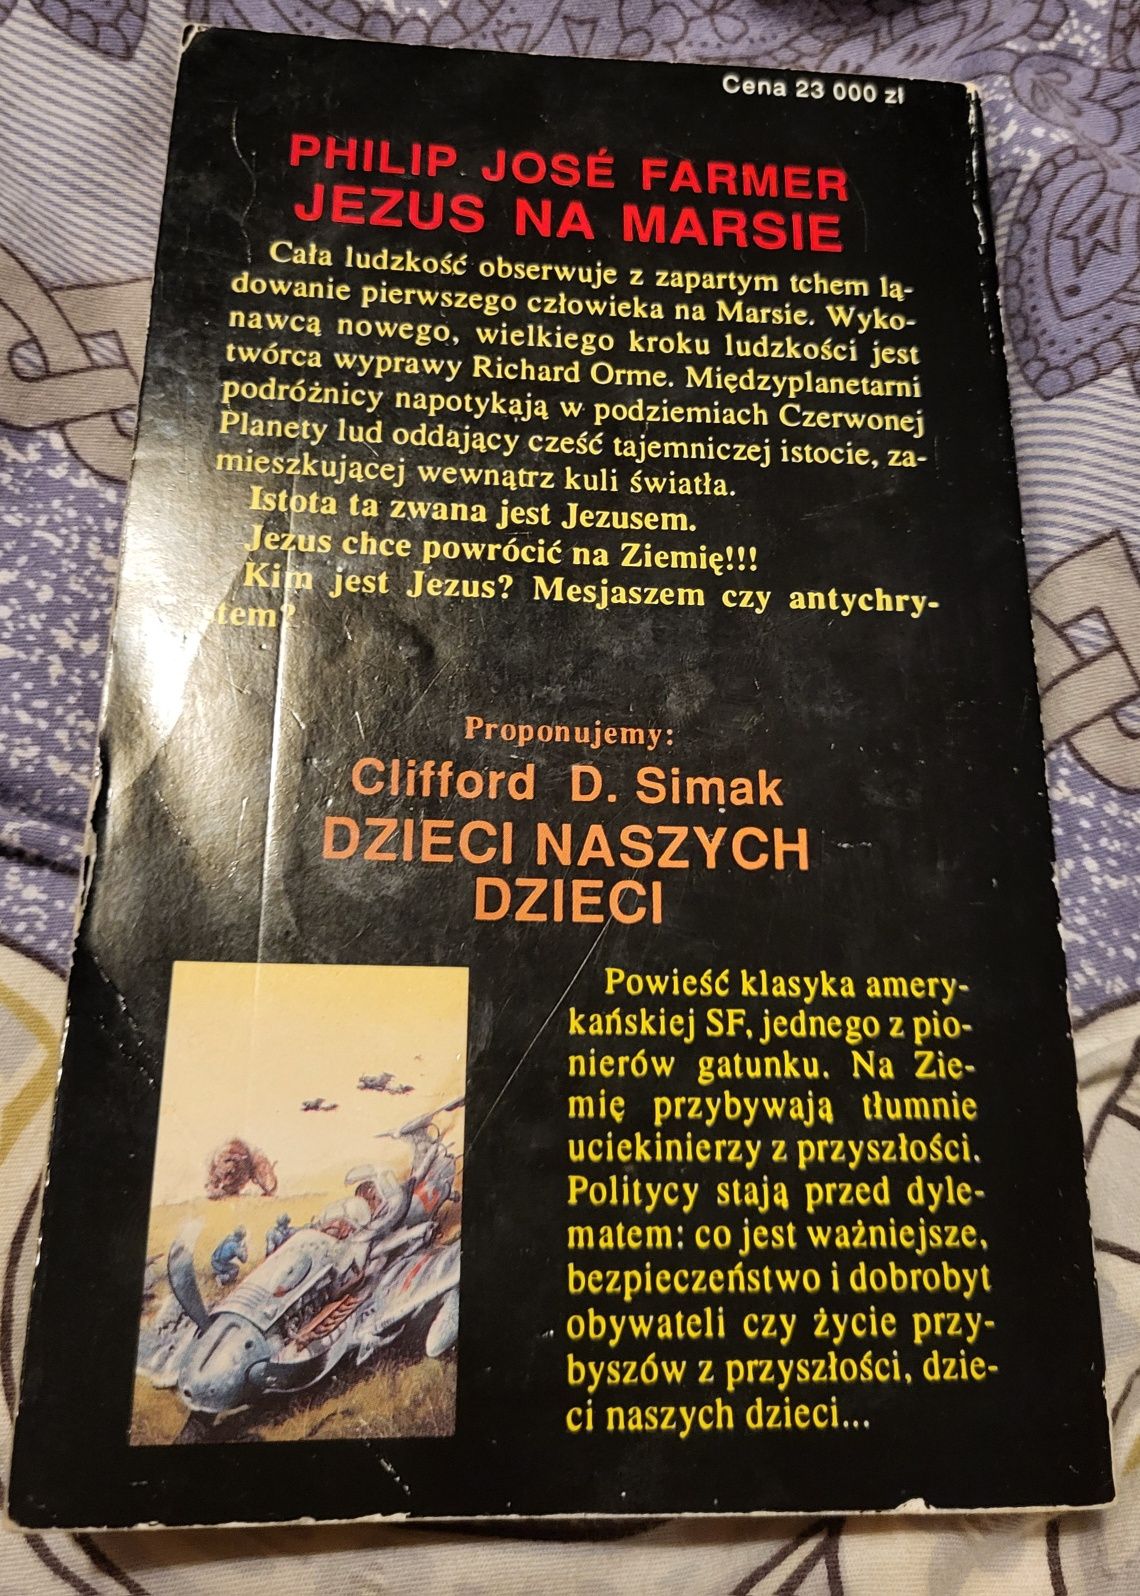 Cena 23 000 zł
PHILIP JOSÉ FARMER
JEZUS NA MARSIE
Cała ludzkość obserwuje z zapartym tchem lą-
dowanie pierwszego człowieka na Marsie. Wyko-
nawcą nowego, wielkiego kroku ludzkości jest
twórca wyprawy Richard Orme. Międzyplanetarni
podróżnicy napotykają w podziemiach Czerwonej
Planety lud oddający cześć tajemniczej istocie, za-
mieszkującej wewnątrz kuli światła.
Istota ta zwana jest Jezusem.
Jezus chce powrócić na Ziemię!!!
Kim jest Jezus? Mesjaszem czy antychry-
stem?
Proponujemy:
Clifford D. Simak
DZIECI NASZYCH
DZIECI
Powieść klasyka amery-
kańskiej SF, jednego z pio-
nierów gatunku. Na Zie-
mię przybywają tłumnie
uciekinierzy z przyszłości.
Politycy stają przed dyle-
matem: co jest ważniejsze,
bezpieczeństwo i dobrobyt
obywateli czy życie przy-
byszów z przyszłości, dzie-
ci naszych dzieci...